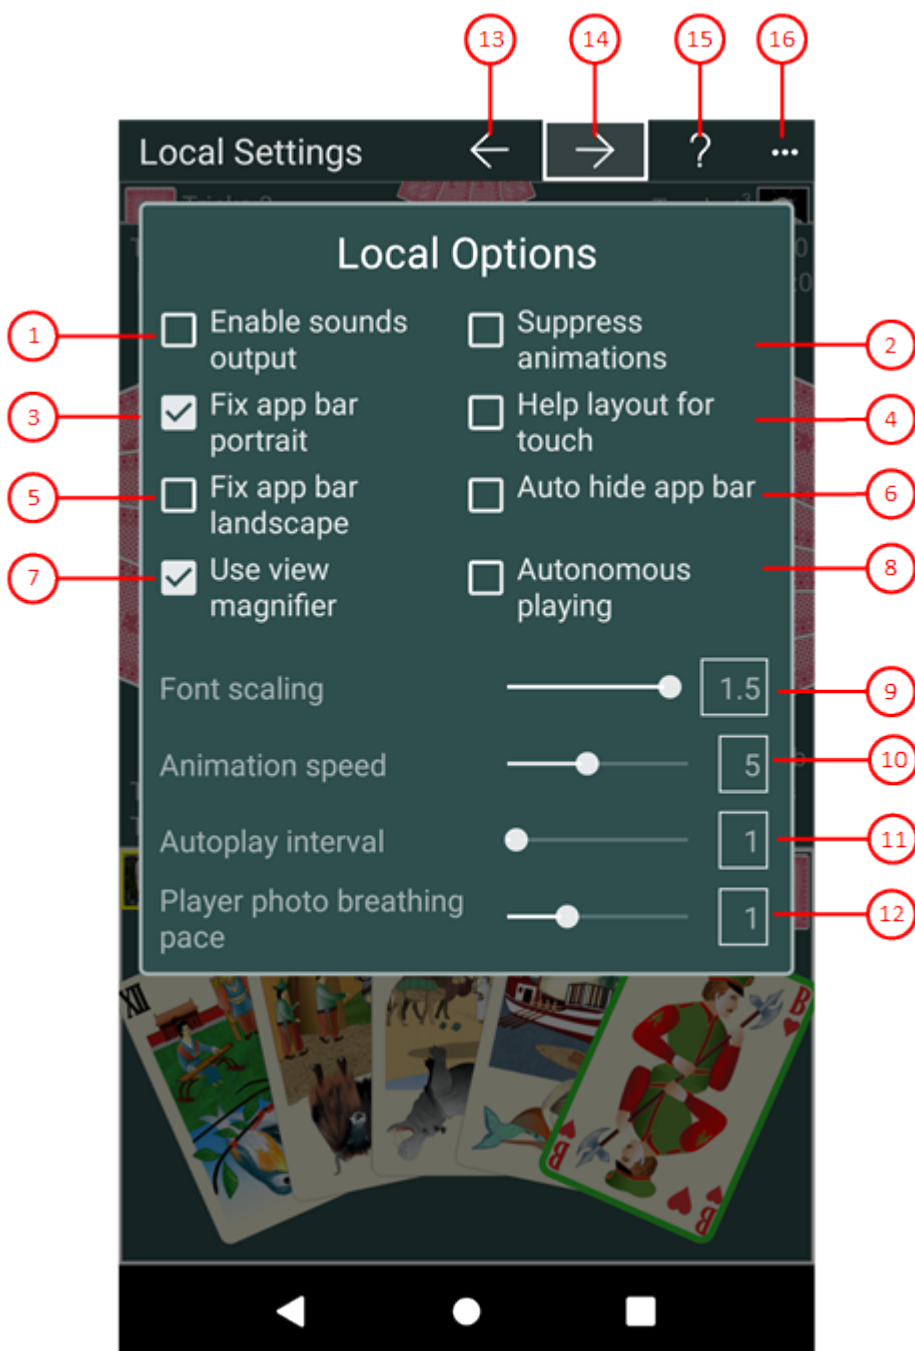 13 14 15 16
Local Settings ← → ? ...
Local Options
1 Enable sounds
output
Suppress
animations 2
3 Fix app bar
portrait
Help layout for
touch 4
5 Fix app bar
landscape
Auto hide app bar 6
7 Use view
magnifier
Autonomous
playing 8
Font scaling 1.5 9
Animation speed 5 10
Autoplay interval 1 11
Player photo breathing
pace 1 12
XII
B
B
B